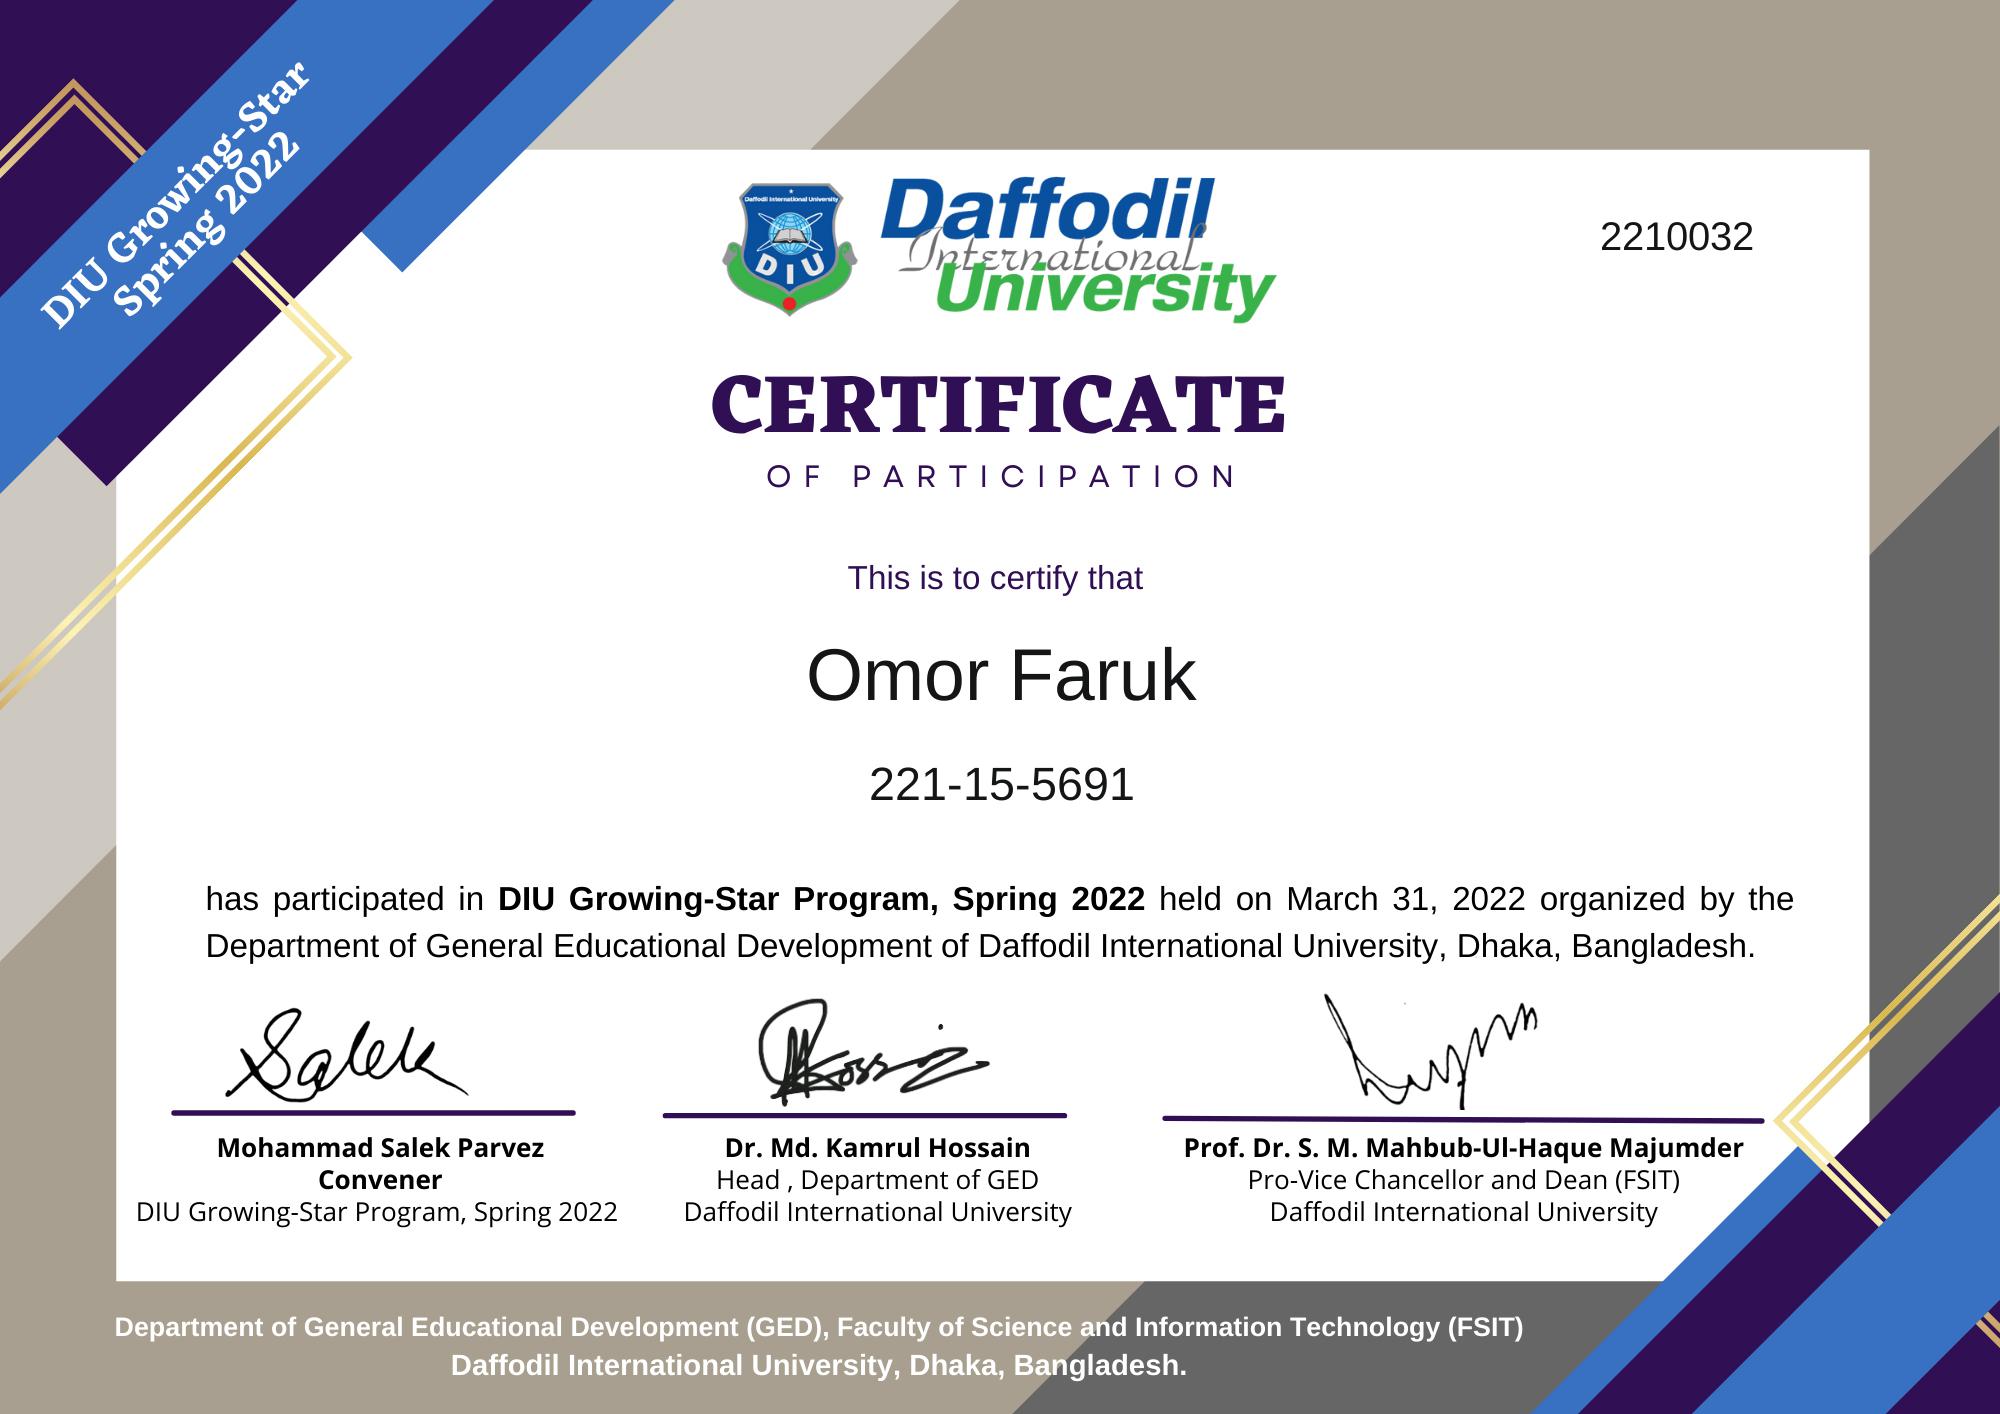 DIU Growing-Star
Spring 2022
Daffodil International University
DIU
Daffodil
International
University
2210032
CERTIFICATE
OF PARTICIPATION
This is to certify that
Omor Faruk
221-15-5691
has participated in DIU Growing-Star Program, Spring 2022 held on March 31, 2022 organized by the
Department of General Educational Development of Daffodil International University, Dhaka, Bangladesh.
Salek
Mohammad Salek Parvez
Convener
DIU Growing-Star Program, Spring 2022
Dr. Md. Kamrul Hossain
Head , Department of GED
Daffodil International University
Prof. Dr. S. M. Mahbub-Ul-Haque Majumder
Pro-Vice Chancellor and Dean (FSIT)
Daffodil International University
Department of General Educational Development (GED), Faculty of Science and Information Technology (FSIT)
Daffodil International University, Dhaka, Bangladesh.